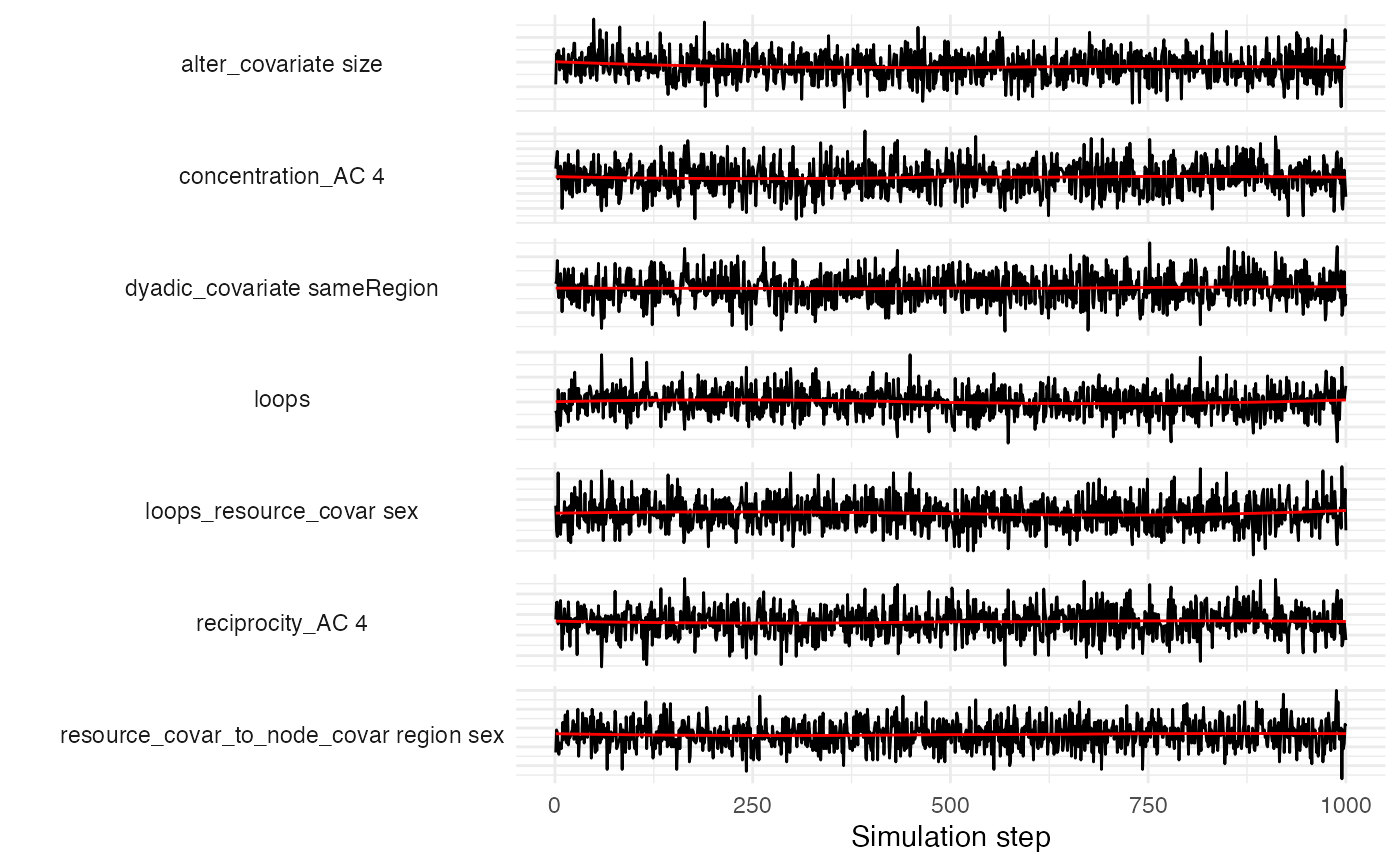 alter_covariate size
concentration_AC 4
dyadic_covariate sameRegion
loops
loops_resource_covar sex
reciprocity_AC 4
resource_covar_to_node_covar region sex
0 250 500 750 1000
Simulation step